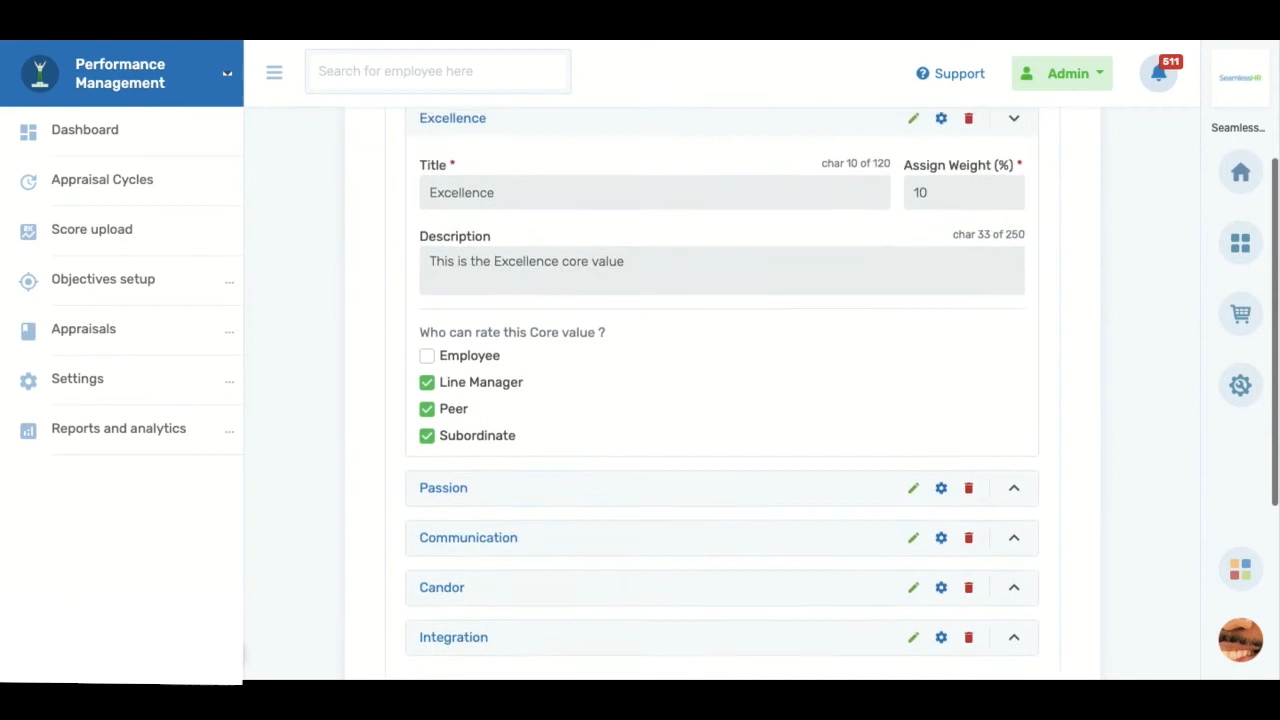 Performance
Management
Search for employee here
Support
Admin
511
SeamlessHR
Seamless...
Dashboard
Appraisal Cycles
Score upload
Objectives setup
...
Appraisals
...
Settings
...
Reports and analytics
...
Excellence
Title *
char 10 of 120
Assign Weight (%) *
Excellence
10
Description
char 33 of 250
This is the Excellence core value
Who can rate this Core value ?
Employee
Line Manager
Peer
Subordinate
Passion
Communication
Candor
Integration